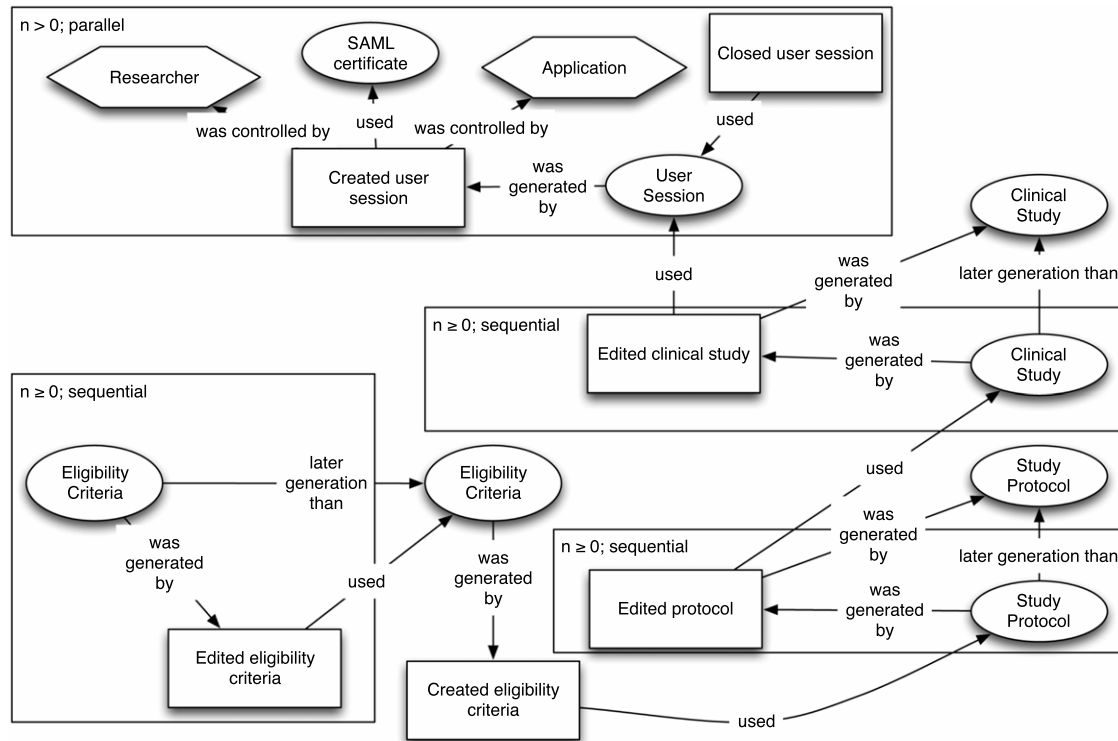 n > 0; parallel
Researcher
SAML
certificate
Application
Closed user session
was controlled by
used
was controlled by
used
Created user
session
was
generated
by
User
Session
Clinical
Study
used
was
generated
by
later generation than
n ≥ 0; sequential
Edited clinical study
was
generated
by
Clinical
Study
n ≥ 0; sequential
Eligibility
Criteria
later
generation
than
Eligibility
Criteria
used
Study
Protocol
was
generated
by
was
generated
by
used
was
generated
by
n ≥ 0; sequential
later generation than
Edited protocol
was
generated
by
Study
Protocol
Edited eligibility
criteria
Created eligibility
criteria
used